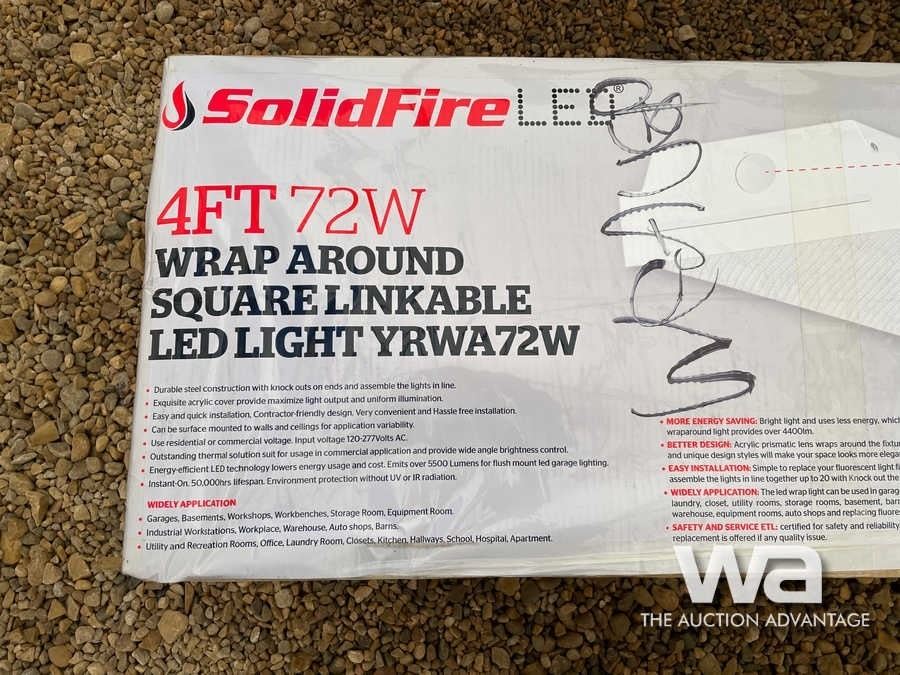 SolidFire LED®
4FT 72W
WRAP AROUND
SQUARE LINKABLE
LED LIGHT YRWA72W
• Durable steel construction with knock outs on ends and assemble the lights in line.
• Exquisite acrylic cover provide maximize light output and uniform illumination.
• Easy and quick installation, Contractor-friendly design. Very convenient and Hassle free installation.
• Can be surface mounted to walls and ceilings for application variability.
• Use residential or commercial voltage. Input voltage 120-277Volts AC.
• Outstanding thermal solution suit for usage in commercial application and provide wide angle brightness control.
• Energy-efficient LED technology lowers energy usage and cost. Emits over 5500 Lumens for flush mount led garage lighting.
• Instant-On. 50,000hrs lifespan. Environment protection without UV or IR radiation.
WIDELY APPLICATION
• Garages, Basements, Workshops, Workbenches, Storage Room, Equipment Room.
• Industrial Workstations, Workplace, Warehouse, Auto shops, Barns.
• Utility and Recreation Rooms, Office, Laundry Room, Closets, Kitchen, Hallways, School, Hospital, Apartment.
• MORE ENERGY SAVING: Bright light and uses less energy, whic
wraparound light provides over 4400lm.
• BETTER DESIGN: Acrylic prismatic lens wraps around the fixtu
and unique design styles will make your space looks more elega
• EASY INSTALLATION: Simple to replace your fluorescent light fi
assemble the lights in line together up to 20 with Knock out the
• WIDELY APPLICATION: The led wrap light can be used in garag
laundry, closet, utility rooms, storage rooms, basement, barn
warehouse, equipment rooms, auto shops and replacing fluore
• SAFETY AND SERVICE ETL: certified for safety and reliability
replacement is offered if any quality issue.
wa
THE AUCTION ADVANTAGE